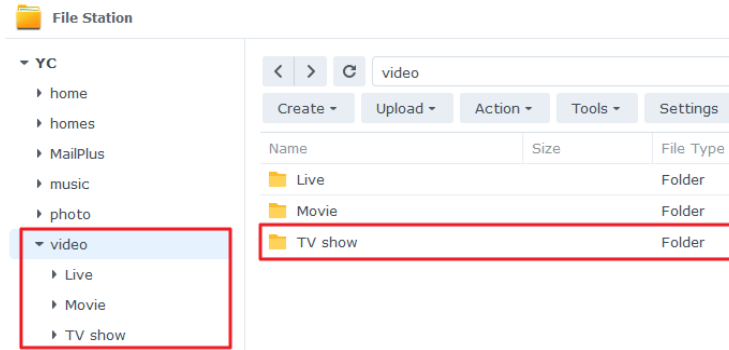 File Station
YC
home
homes
MailPlus
music
photo
video
Live
Movie
TV show
video
Create Upload Action Tools Settings
Name Size File Type
Live Folder
Movie Folder
TV show Folder